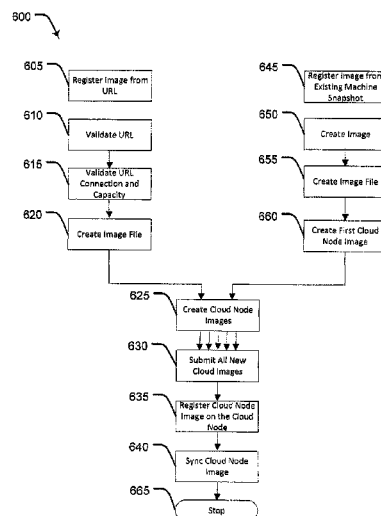 600
605
Register Image from
URL
610
Validate URL
615
Validate URL
Connection and
Capacity
620
Create Image File
645
Register Image from
Existing Machine
Snapshot
650
Create Image
655
Create Image File
660
Create First Cloud
Node Image
625
Create Cloud Node
Images
630
Submit All New
Cloud Images
635
Register Cloud Node
Image on the Cloud
Node
640
Sync Cloud Node
Image
665
Stop